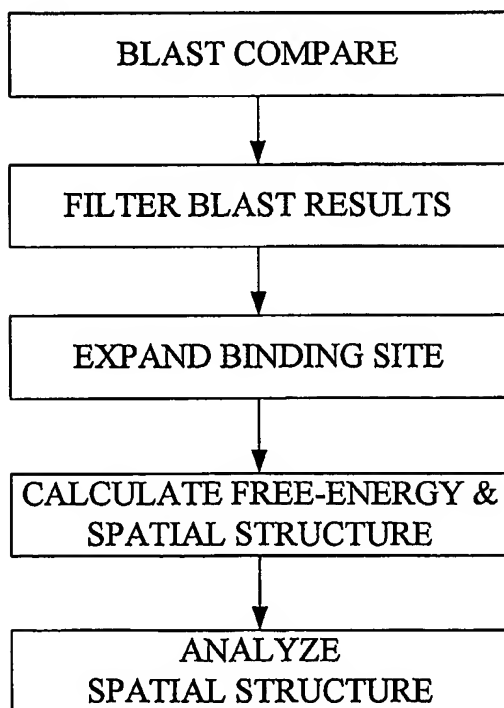 BLAST COMPARE
FILTER BLAST RESULTS
EXPAND BINDING SITE
CALCULATE FREE-ENERGY &
SPATIAL STRUCTURE
ANALYZE
SPATIAL STRUCTURE